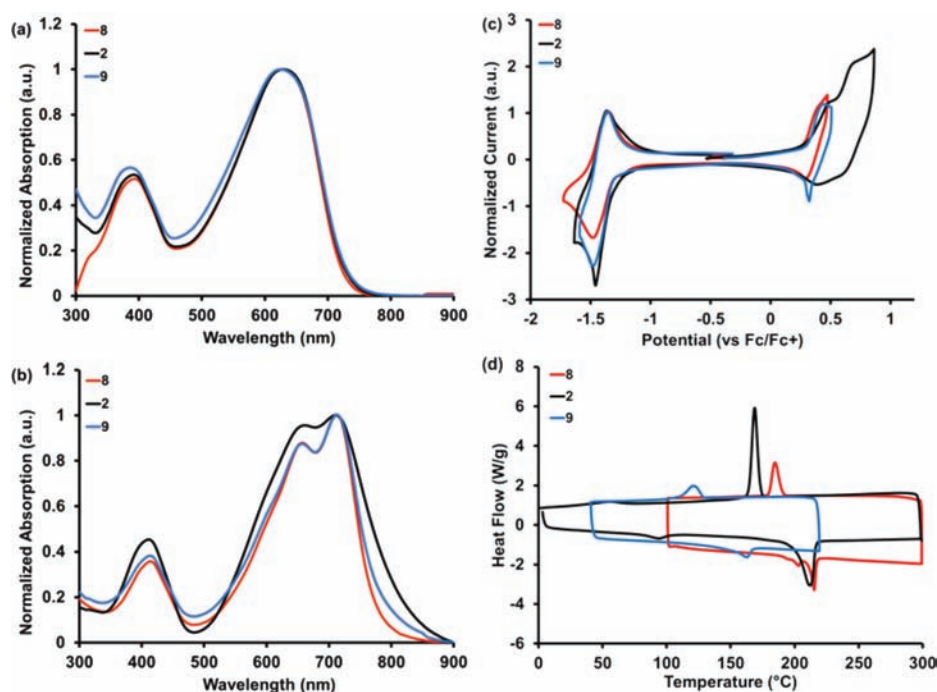 (a)
8
2
9
Normalized Absorption (a.u.)
1.2
1
0.8
0.6
0.4
0.2
0
300 400 500 600 700 800 900
Wavelength (nm)
(b)
8
2
9
Normalized Absorption (a.u.)
1.2
1
0.8
0.6
0.4
0.2
0
300 400 500 600 700 800 900
Wavelength (nm)
(c)
8
2
9
Normalized Current (a.u.)
3
2
1
0
-1
-2
-3
-2 -1.5 -1 -0.5 0 0.5 1
Potential (vs Fc/Fc+)
(d)
8
2
9
Heat Flow (W/g)
8
6
4
2
0
-2
-4
-6
0 50 100 150 200 250 300
Temperature (°C)